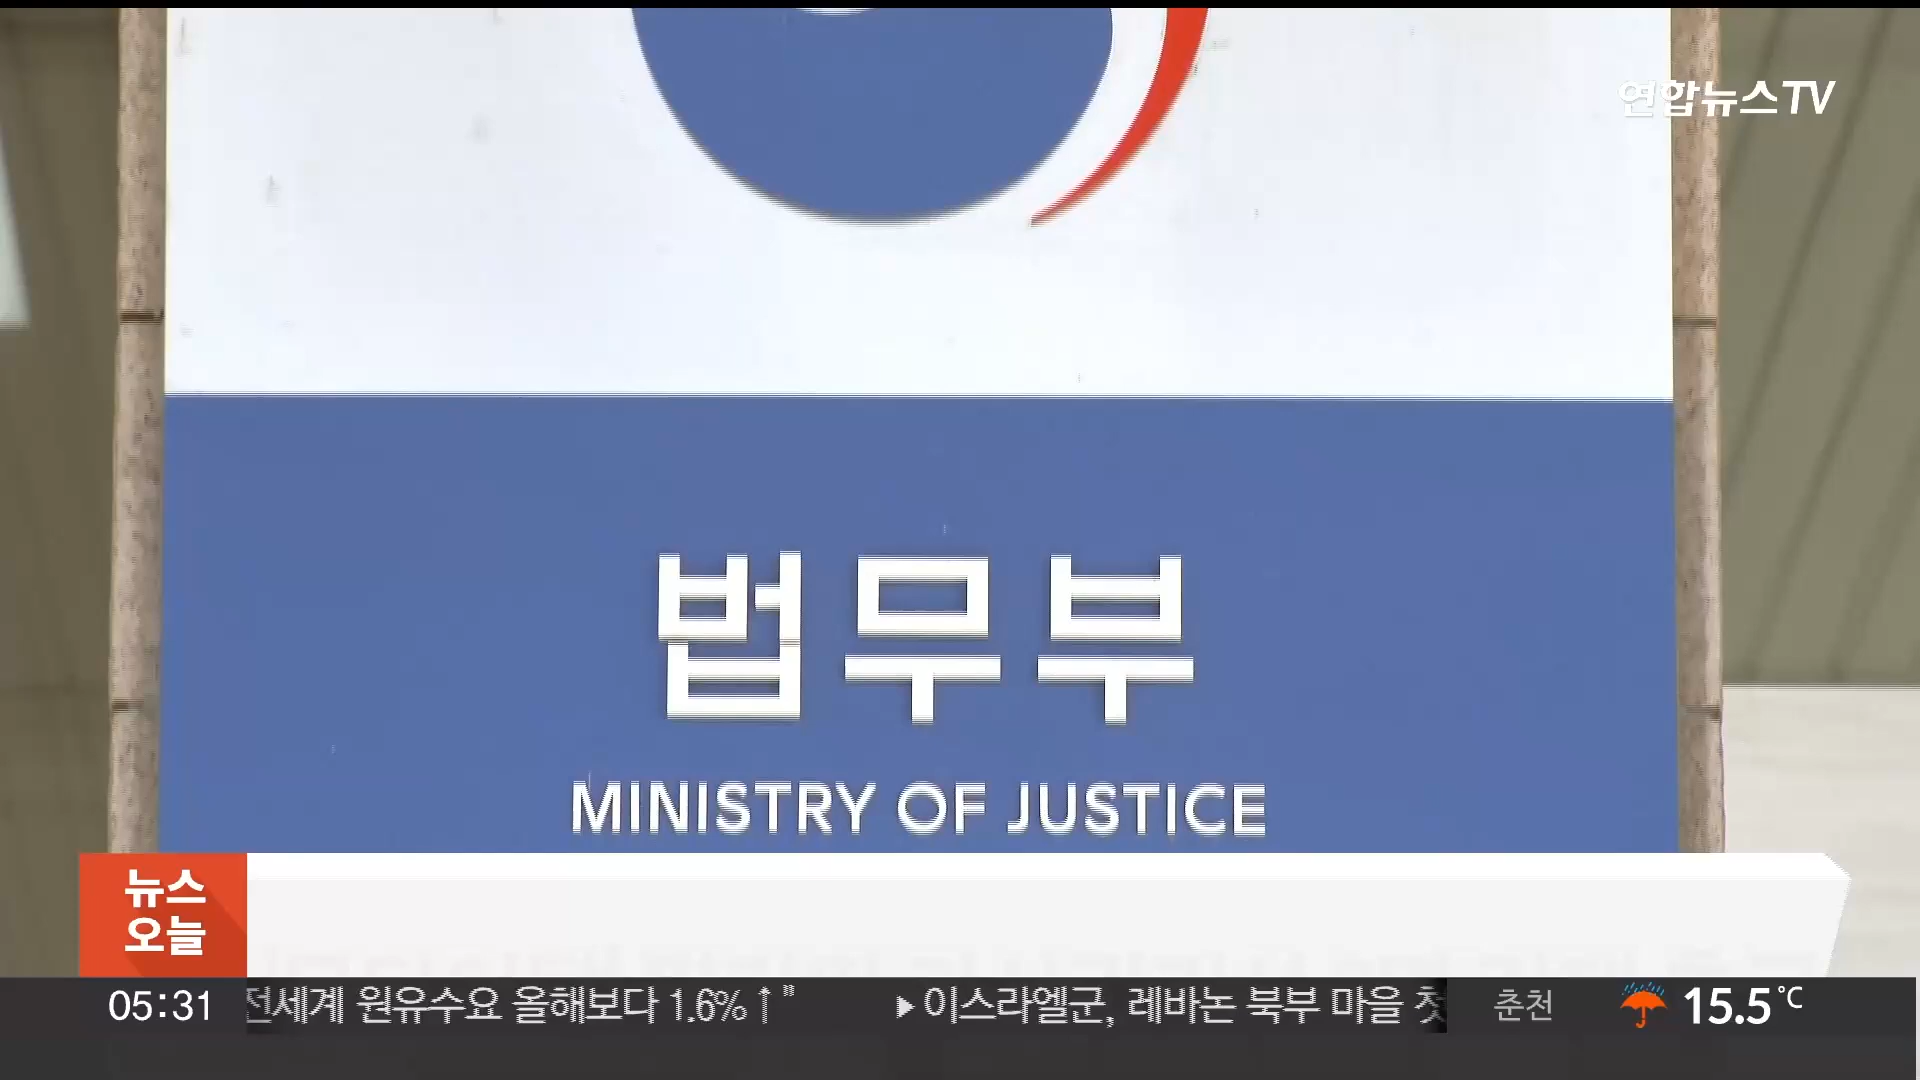 연합뉴스TV
법무부
MINISTRY OF JUSTICE
뉴스
오늘
05:31 전세계 원유수요 올해보다 1.6%↑” ▶이스라엘군, 레바논 북부 마을 첫 춘천 15.5℃